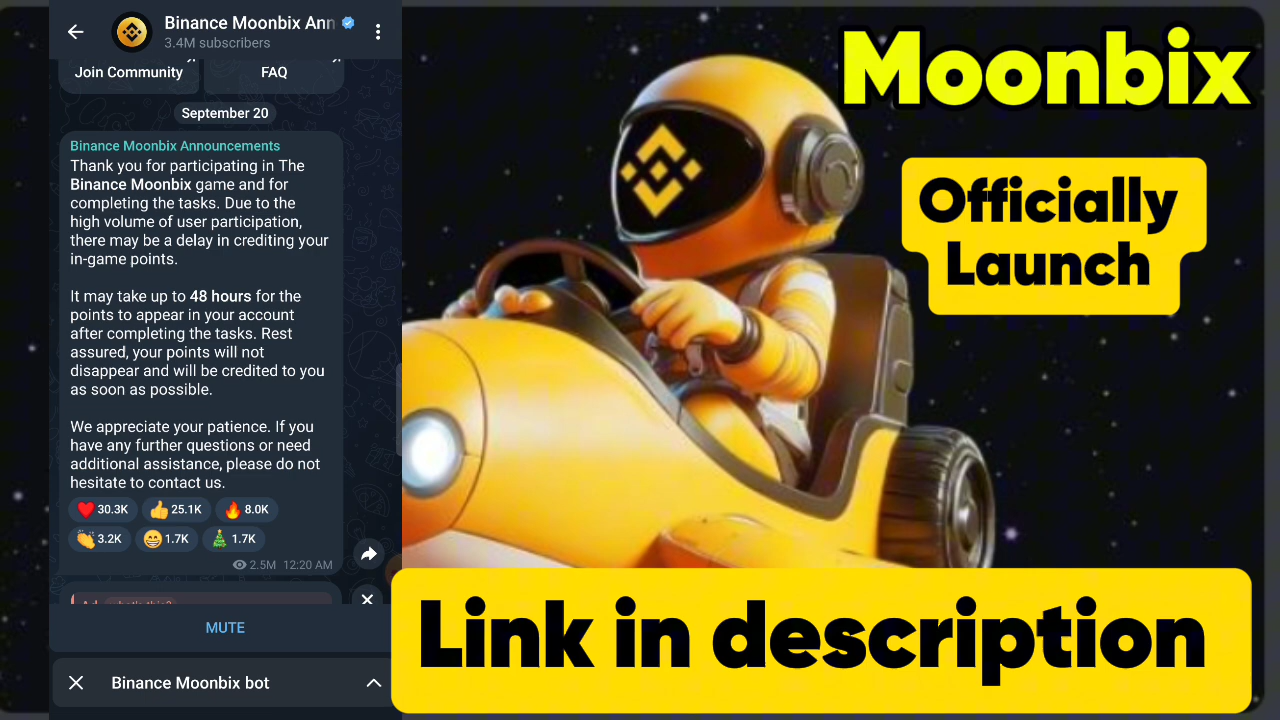 Binance Moonbix Ann
3.4M subscribers
Join Community
FAQ
September 20
Binance Moonbix Announcements
Thank you for participating in The
Binance Moonbix game and for
completing the tasks. Due to the
high volume of user participation,
there may be a delay in crediting your
in-game points.
It may take up to 48 hours for the
points to appear in your account
after completing the tasks. Rest
assured, your points will not
disappear and will be credited to you
as soon as possible.
We appreciate your patience. If you
have any further questions or need
additional assistance, please do not
hesitate to contact us.
30.3K 25.1K 8.0K
3.2K 1.7K 1.7K
2.5M 12:20 AM
Ad what's this?
MUTE
Binance Moonbix bot
Moonbix
Officially
Launch
Link in description